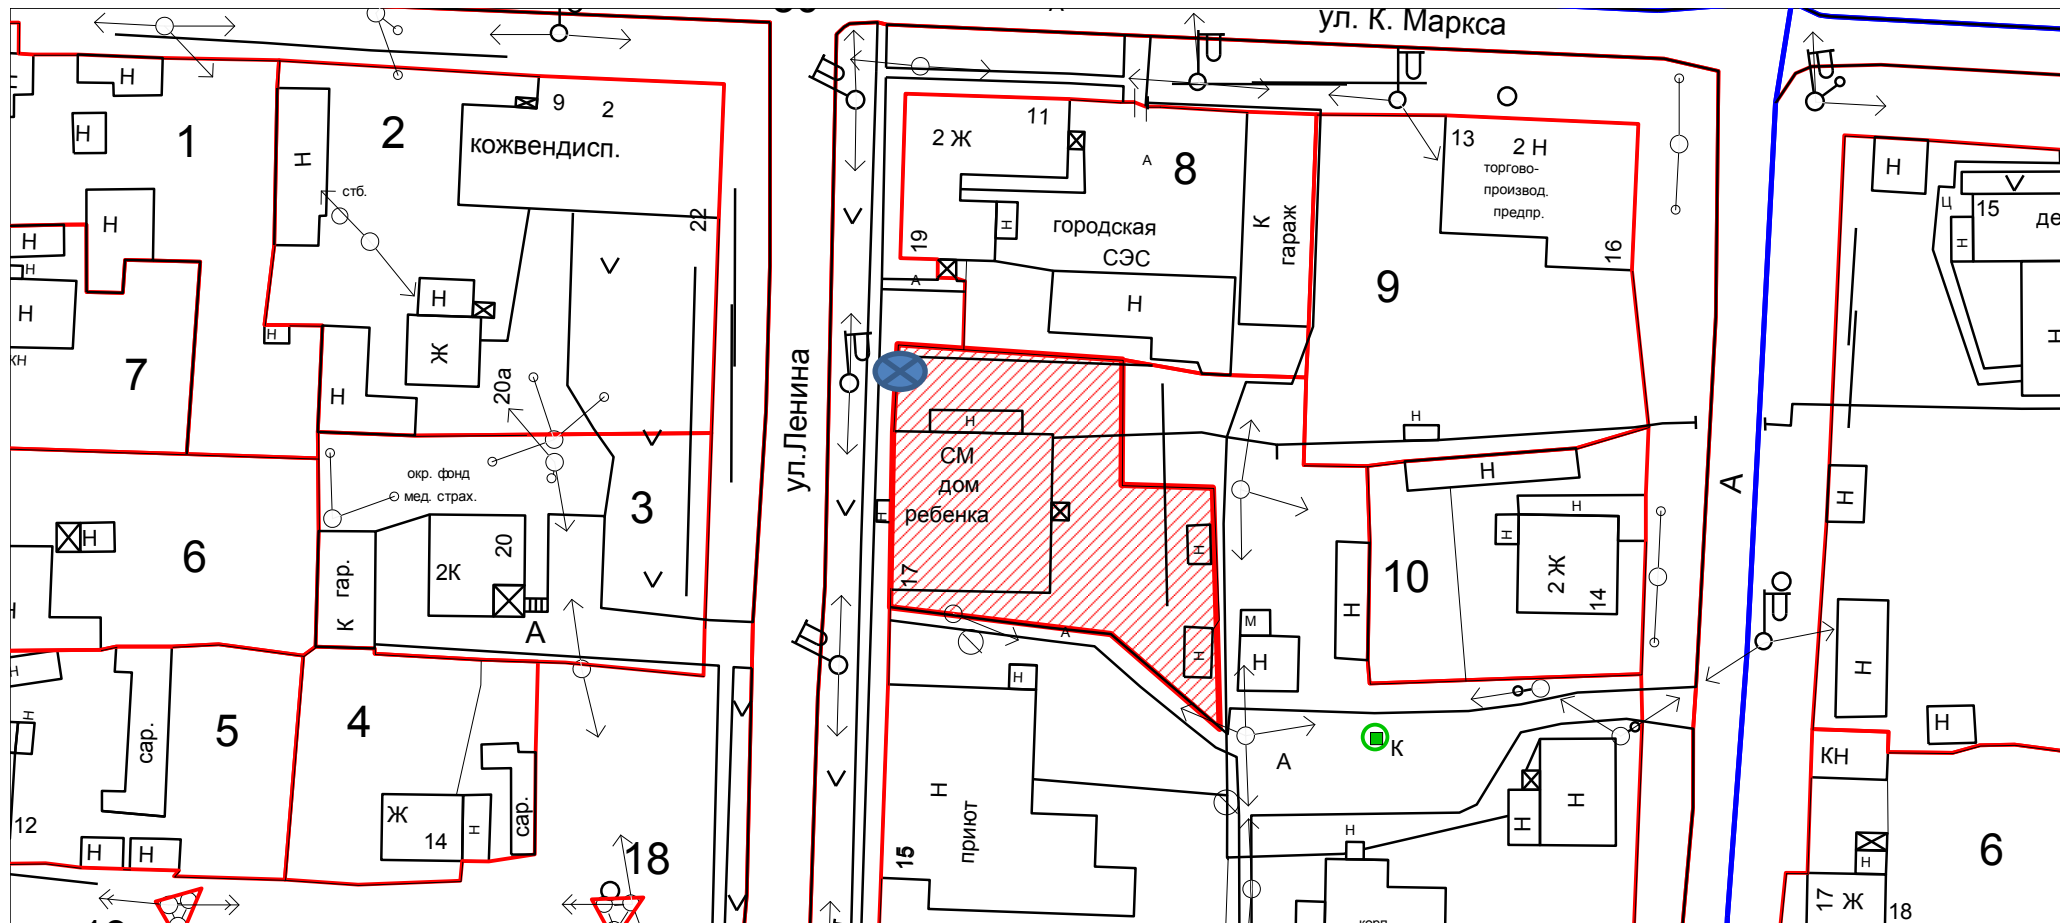 ул. К. Маркса
А
Н
Н
1
Н
Н
Н
Н
Н
КН
7
2
Н
стб.
9
2
кожвендисп.
22
Н
Ж
Н
Н
20а
11
2 Ж
А
8
19
Н
городская
СЭС
А
Н
К
гараж
13
2 Н
торгово-
производ.
предпр.
16
9
Н
Ц
15
де
Н
Н
ул.Ленина
окр. фонд
мед. страх.
3
6
Н
К гар.
2К
20
А
Н
СМ
дом
ребенка
17
Н
Н
Н
А
Н
10
Н
Н
Н
2 Ж
14
А
Н
М
Н
Н
Н
Н
сар.
5
4
Ж
14
Н
сар.
12
Н
Н
18
Н
Н
приют
15
А
К
Н
Н
Н
Н
КН
Н
6
17
Ж
18